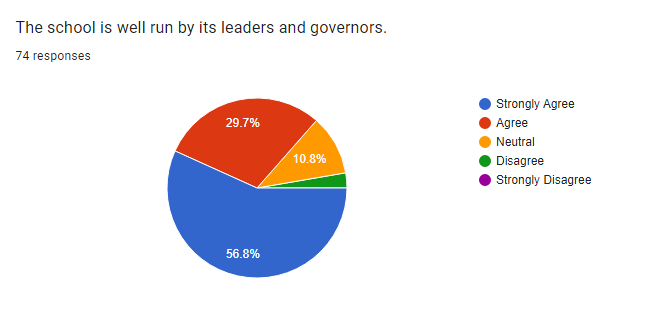 The school is well run by its leaders and governors.
74 responses
29.7%
10.8%
56.8%
Strongly Agree
Agree
Neutral
Disagree
Strongly Disagree